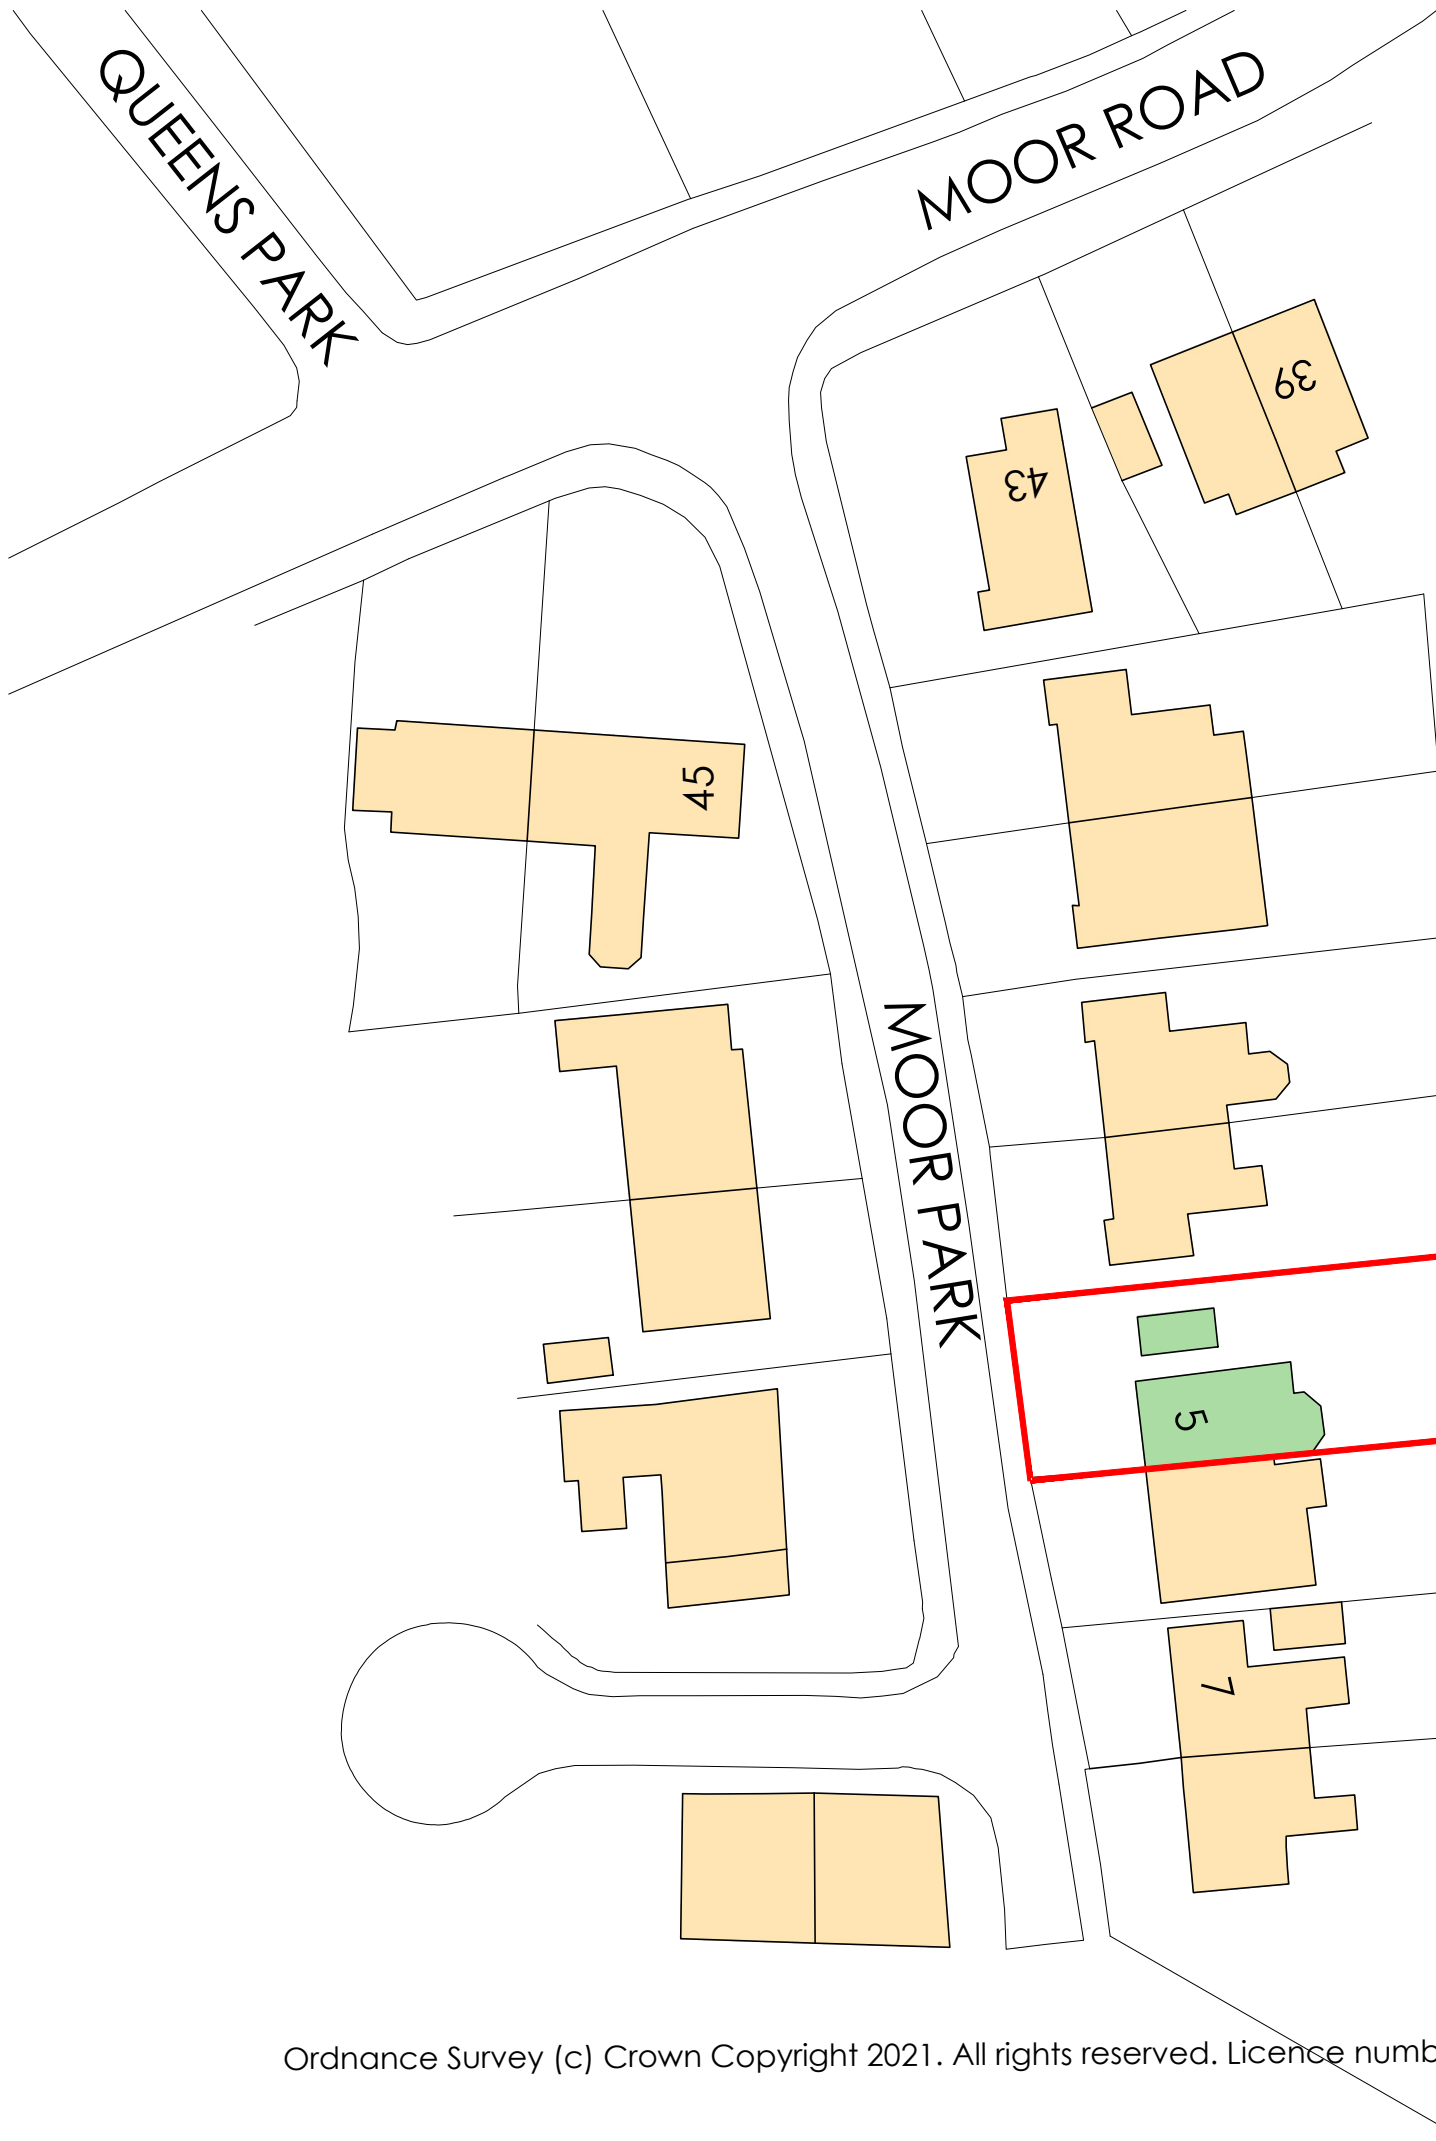 QUEENS PARK
MOOR ROAD
39
43
45
MOOR PARK
5
7
Ordnance Survey (c) Crown Copyright 2021. All rights reserved. Licence numb